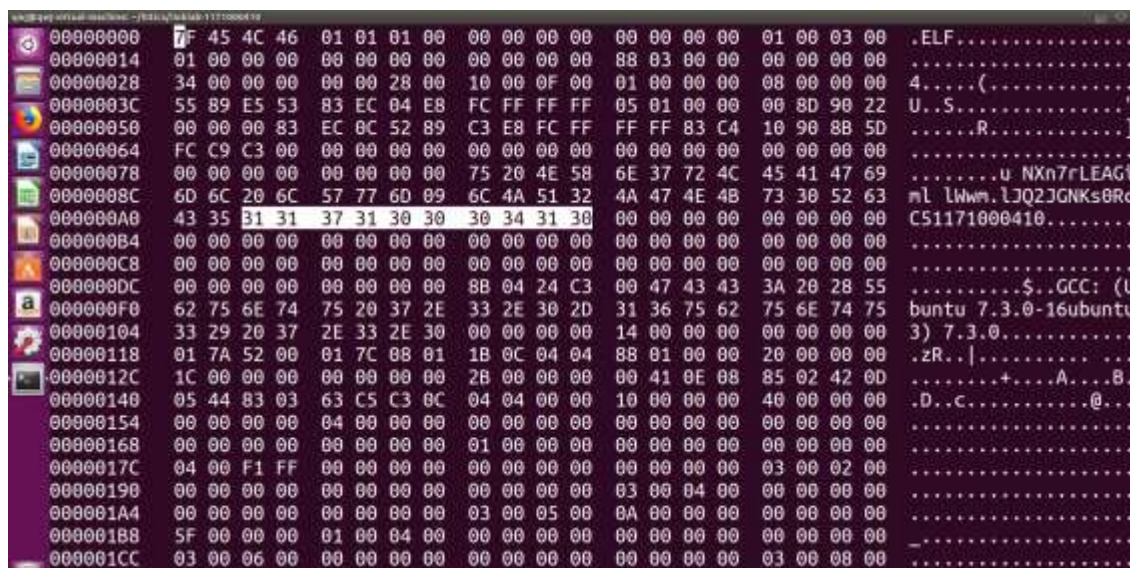 00000000 7F 45 4C 46 01 01 01 00 00 00 00 00 00 00 00 00 01 00 03 00 .ELF................
00000014 01 00 00 00 00 00 00 00 00 00 00 00 88 03 00 00 00 00 00 00 ....................
00000028 34 00 00 00 00 00 28 00 10 00 0F 00 01 00 00 00 08 00 00 00 4.....(.............
0000003C 55 89 E5 53 83 EC 04 E8 FC FF FF FF 05 01 00 00 00 8D 90 22 U..S...............
00000050 00 00 00 83 EC 0C 52 89 C3 E8 FC FF FF FF 83 C4 10 90 8B 5D ......R............]
00000064 FC C9 C3 00 00 00 00 00 00 00 00 00 00 00 00 00 00 00 00 00 ....................
00000078 00 00 00 00 00 00 00 00 75 20 4E 58 6E 37 72 4C 45 41 47 69 ........u NXn7rLEAGi
0000008C 6D 6C 20 6C 57 77 6D 09 6C 4A 51 32 4A 47 4E 4B 73 30 52 63 ml lWwm.lJQ2JGNKs0Rc
000000A0 43 35 31 31 37 31 30 30 30 34 31 30 00 00 00 00 00 00 00 00 C51171000410........
000000B4 00 00 00 00 00 00 00 00 00 00 00 00 00 00 00 00 00 00 00 00 ....................
000000C8 00 00 00 00 00 00 00 00 00 00 00 00 00 00 00 00 00 00 00 00 ....................
000000DC 00 00 00 00 00 00 00 00 8B 04 24 C3 00 47 43 43 3A 20 28 55 ..........$..GCC: (U
000000F0 62 75 6E 74 75 20 37 2E 33 2E 30 2D 31 36 75 62 75 6E 74 75 buntu 7.3.0-16ubuntu
00000104 33 29 20 37 2E 33 2E 30 00 00 00 00 14 00 00 00 00 00 00 00 3) 7.3.0............
00000118 01 7A 52 00 01 7C 08 01 1B 0C 04 04 88 01 00 00 20 00 00 00 .zR..|.......... ...
0000012C 1C 00 00 00 00 00 00 00 2B 00 00 00 00 41 0E 08 85 02 42 0D ........+....A....B.
00000140 05 44 83 03 63 C5 C3 0C 04 04 00 00 10 00 00 00 40 00 00 00 .D..c...........@...
00000154 00 00 00 00 04 00 00 00 00 00 00 00 00 00 00 00 00 00 00 00 ....................
00000168 00 00 00 00 00 00 00 00 01 00 00 00 00 00 00 00 00 00 00 00 ....................
0000017C 04 00 F1 FF 00 00 00 00 00 00 00 00 00 00 00 00 03 00 02 00 ....................
00000190 00 00 00 00 00 00 00 00 00 00 00 00 03 00 04 00 00 00 00 00 ....................
000001A4 00 00 00 00 00 00 00 00 03 00 05 00 0A 00 00 00 00 00 00 00 ....................
000001B8 5F 00 00 00 01 00 04 00 00 00 00 00 00 00 00 00 00 00 00 00 _...................
000001CC 03 00 06 00 00 00 00 00 00 00 00 00 00 00 00 00 03 00 08 00 ....................